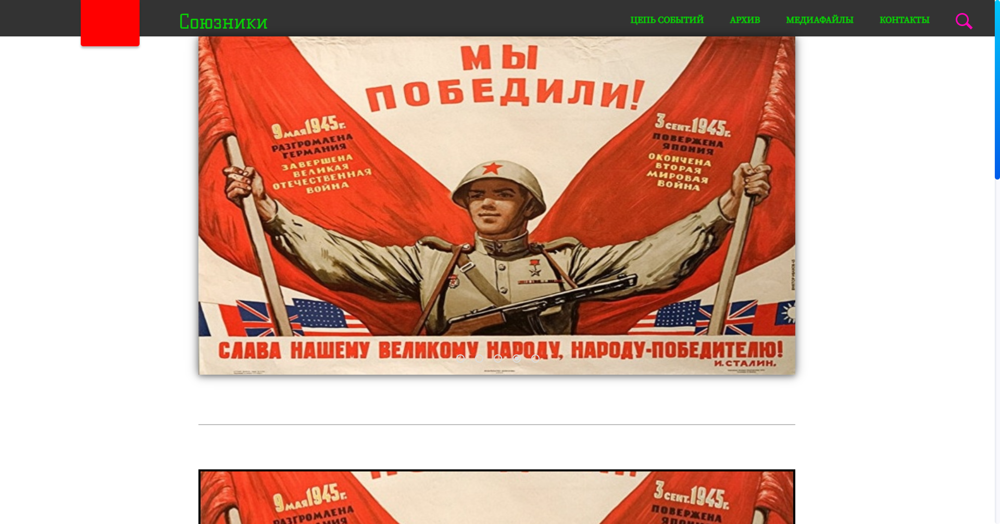 Союзники
ЦЕПЬ СОБЫТИЙ
АРХИВ
МЕДИАФАЙЛЫ
КОНТАКТЫ
МЫ
ПОБЕДИЛИ!
9 МАЯ 1945 г.
РАЗГРОМЛЕНА
ГЕРМАНИЯ
ЗАВЕРШЕНА
ВЕЛИКАЯ
ОТЕЧЕСТВЕННАЯ
ВОЙНА
3 СЕНТ. 1945 г.
ПОВЕРЖЕНА
ЯПОНИЯ
ОКОНЧЕНА
ВТОРАЯ
МИРОВАЯ
ВОЙНА
СЛАВА НАШЕМУ ВЕЛИКОМУ НАРОДУ, НАРОДУ-ПОБЕДИТЕЛЮ!
И. СТАЛИН.
9 МАЯ 1945 г.
РАЗГРОМЛЕНА
3 СЕНТ. 1945 г.
ПОВЕРЖЕНА